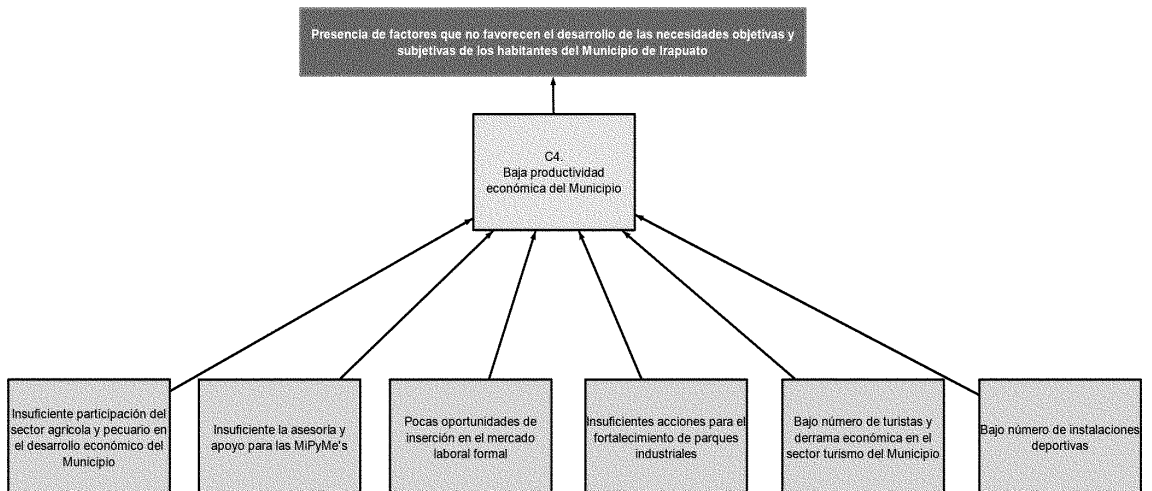 Presencia de factores que no favorecen el desarrollo de las necesidades objetivas y
subjetivas de los habitantes del Municipio de Irapuato
C4.
Baja productividad
económica del Municipio
Insuficiente participación del
sector agrícola y pecuario en
el desarrollo económico del
Municipio
Insuficiente la asesoría y
apoyo para las MiPyMe's
Pocas oportunidades de
inserción en el mercado
laboral formal
Insuficientes acciones para el
fortalecimiento de parques
industriales
Bajo número de turistas y
derrama económica en el
sector turismo del Municipio
Bajo número de instalaciones
deportivas